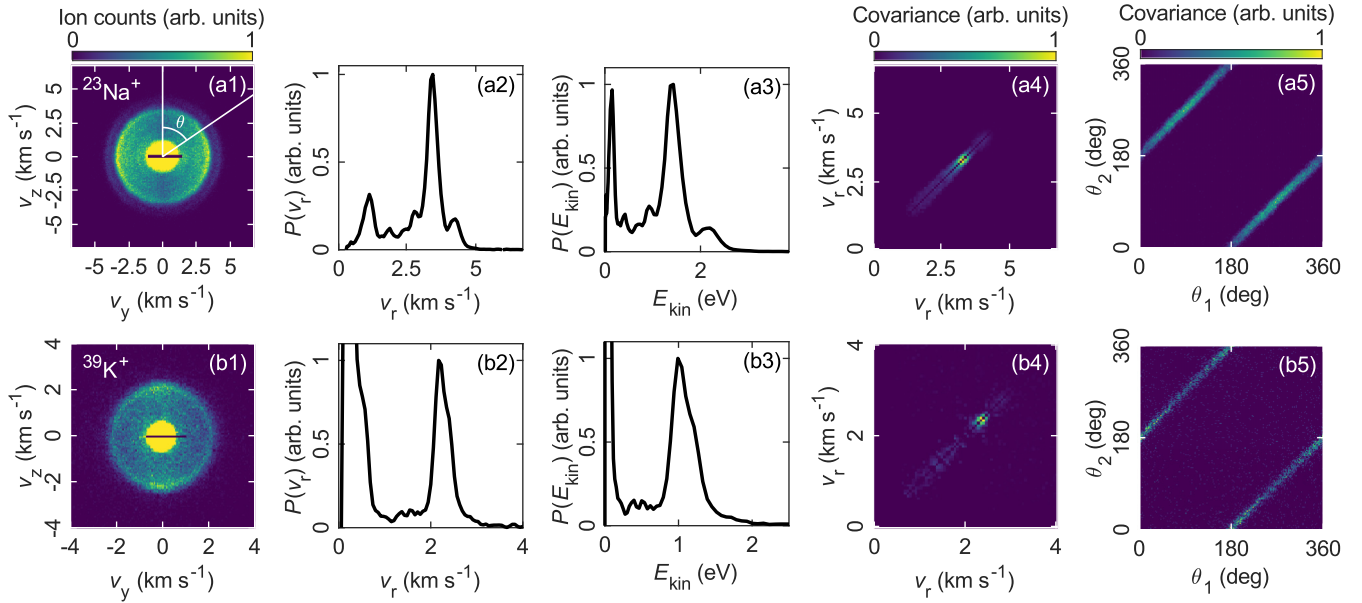 Ion counts (arb. units)
0 1
Covariance (arb. units)
0 1
Covariance (arb. units)
0 1
²³Na⁺ (a1)
θ
5
2.5
0
-2.5
-5
v_z (km s⁻¹)
-5 -2.5 0 2.5 5
v_y (km s⁻¹)
(a2)
1
0.5
0
P(v_r) (arb. units)
0 2.5 5
v_r (km s⁻¹)
(a3)
1
0.5
0
P(E_kin) (arb. units)
0 2
E_kin (eV)
(a4)
5
2.5
0
v_r (km s⁻¹)
0 2.5 5
v_r (km s⁻¹)
(a5)
360
180
0
θ₂ (deg)
0 180 360
θ₁ (deg)
³⁹K⁺ (b1)
4
2
0
-2
-4
v_z (km s⁻¹)
-4 -2 0 2 4
v_y (km s⁻¹)
(b2)
1
0.5
0
P(v_r) (arb. units)
0 2 4
v_r (km s⁻¹)
(b3)
1
0.5
0
P(E_kin) (arb. units)
0 1 2
E_kin (eV)
(b4)
4
2
0
v_r (km s⁻¹)
0 2 4
v_r (km s⁻¹)
(b5)
360
180
0
θ₂ (deg)
0 180 360
θ₁ (deg)